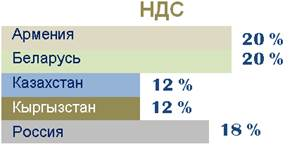 НДС
Армения 20 %
Беларусь 20 %
Казахстан 12 %
Кыргызстан 12 %
Россия 18 %